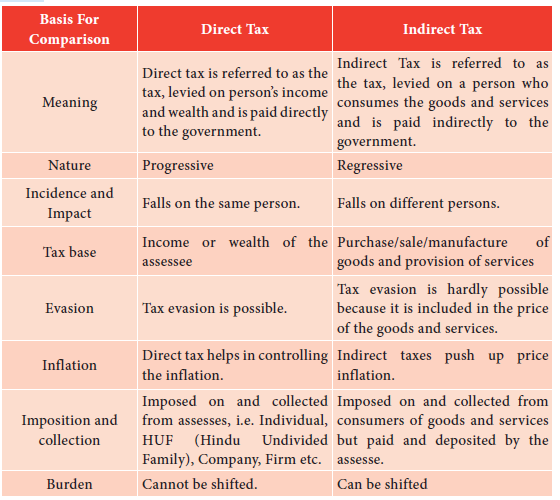 Basis For
Comparison
Direct Tax
Indirect Tax
Meaning
Direct tax is referred to as the
tax, levied on person's income
and wealth and is paid directly
to the government.
Indirect Tax is referred to as
the tax, levied on a person who
consumes the goods and services
and is paid indirectly to the
government.
Nature
Progressive
Regressive
Incidence and
Impact
Falls on the same person.
Falls on different persons.
Tax base
Income or wealth of the
assessee
Purchase/sale/manufacture of
goods and provision of services
Evasion
Tax evasion is possible.
Tax evasion is hardly possible
because it is included in the price
of the goods and services.
Inflation
Direct tax helps in controlling
the inflation.
Indirect taxes push up price
inflation.
Imposition and
collection
Imposed on and collected
from assesses, i.e. Individual,
HUF (Hindu Undivided
Family), Company, Firm etc.
Imposed on and collected from
consumers of goods and services
but paid and deposited by the
assesse.
Burden
Cannot be shifted.
Can be shifted